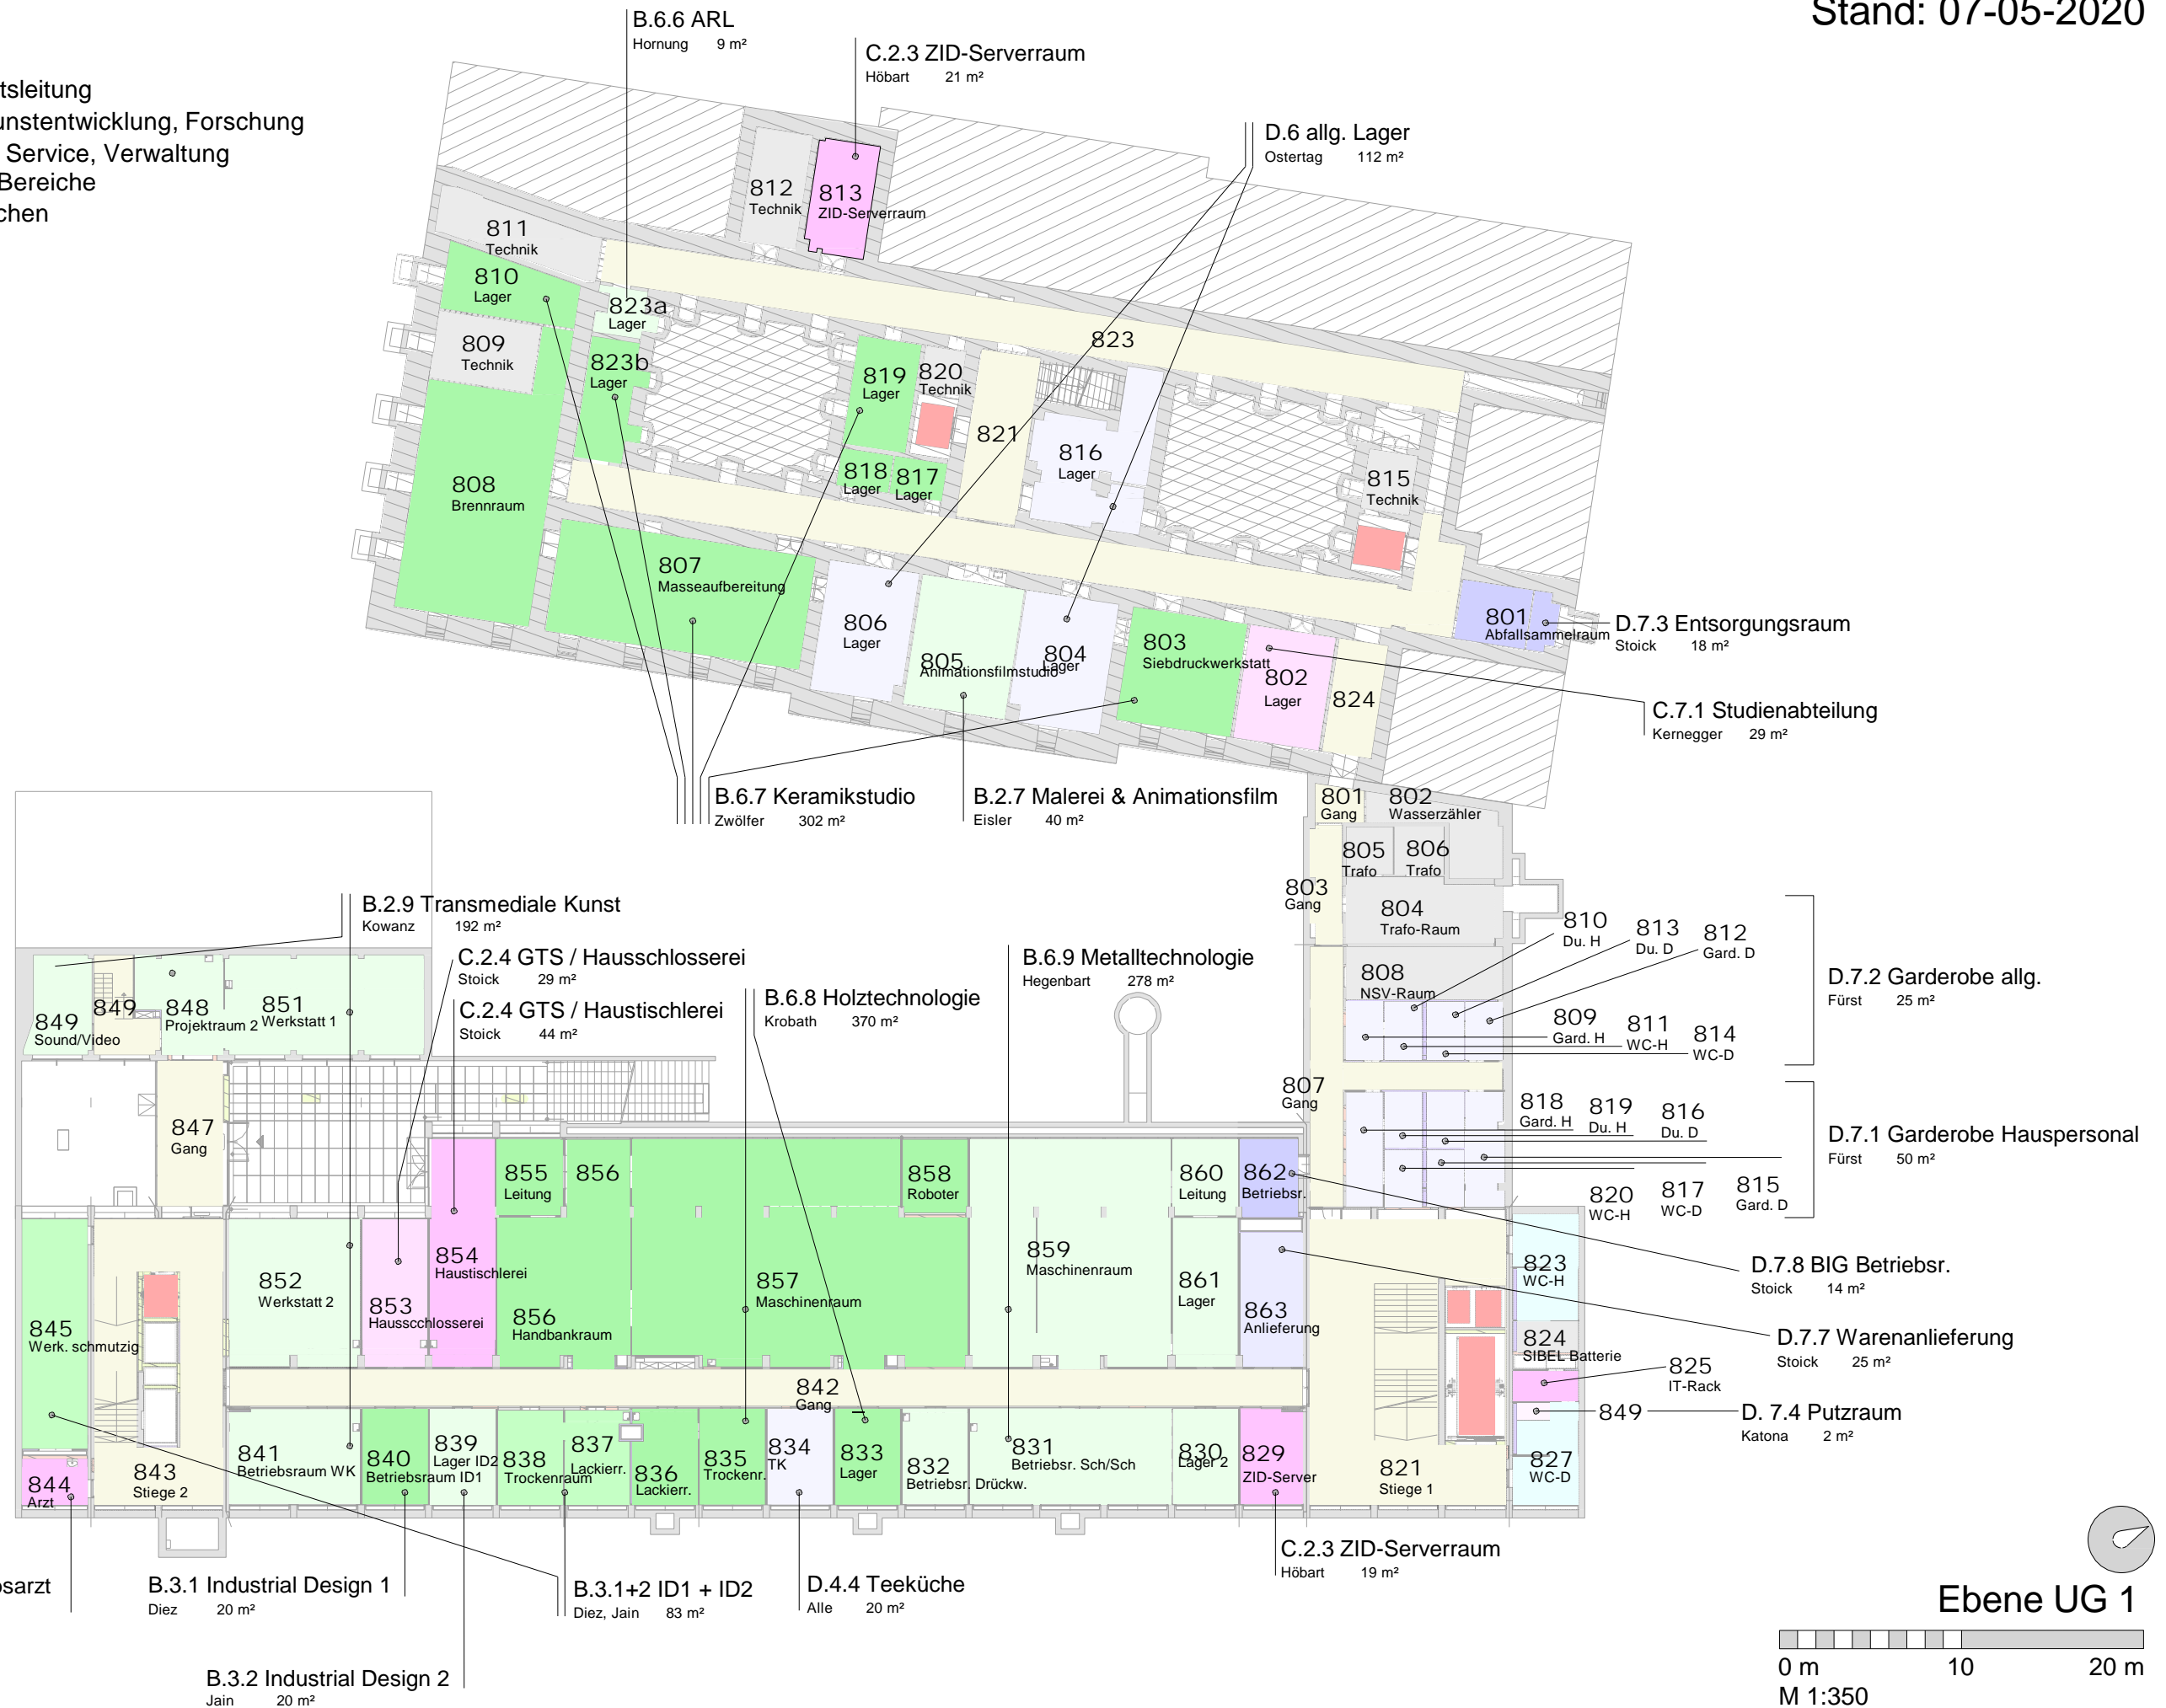 Stand: 07-05-2020
B.6.6 ARL
Hornung 9 m²
C.2.3 ZID-Serverraum
Höbart 21 m²
tsleitung
unstentwicklung, Forschung
Service, Verwaltung
Bereiche
chen
D.6 allg. Lager
Ostertag 112 m²
812
Technik
813
ZID-Serverraum
811
Technik
810
Lager
823a
Lager
809
Technik
823
823b
Lager
819
Lager
820
Technik
821
816
Lager
818
Lager
817
Lager
815
Technik
808
Brennraum
807
Masseaufbereitung
806
Lager
805
Animationsfilmstudio
804
Lager
803
Siebdruckwerkstatt
802
Lager
824
801
Abfallsammelraum
D.7.3 Entsorgungsraum
Stoick 18 m²
C.7.1 Studienabteilung
Kernegger 29 m²
B.6.7 Keramikstudio
Zwölfer 302 m²
B.2.7 Malerei & Animationsfilm
Eisler 40 m²
801
Gang
802
Wasserzähler
805
Trafo
806
Trafo
803
Gang
804
Trafo-Raum
808
NSV-Raum
810
Du. H
813
Du. D
812
Gard. D
809
Gard. H
811
WC-H
814
WC-D
D.7.2 Garderobe allg.
Fürst 25 m²
807
Gang
818
Gard. H
819
Du. H
816
Du. D
820
WC-H
817
WC-D
815
Gard. D
D.7.1 Garderobe Hauspersonal
Fürst 50 m²
B.2.9 Transmediale Kunst
Kowanz 192 m²
C.2.4 GTS / Hausschlosserei
Stoick 29 m²
C.2.4 GTS / Haustischlerei
Stoick 44 m²
B.6.8 Holztechnologie
Krobath 370 m²
B.6.9 Metalltechnologie
Hegenbart 278 m²
849
Sound/Video
849
848
Projektraum 2
851
Werkstatt 1
847
Gang
855
Leitung
856
858
Roboter
860
Leitung
862
Betriebsr.
845
Werk. schmutzig
852
Werkstatt 2
853
Hausscchlosserei
854
Haustischlerei
856
Handbankraum
857
Maschinenraum
859
Maschinenraum
861
Lager
863
Anlieferung
823
WC-H
824
SIBEL Batterie
825
IT-Rack
849
827
WC-D
D.7.8 BIG Betriebsr.
Stoick 14 m²
D.7.7 Warenanlieferung
Stoick 25 m²
D. 7.4 Putzraum
Katona 2 m²
842
Gang
844
Arzt
843
Stiege 2
841
Betriebsraum WK
840
Betriebsraum ID1
839
Lager ID2
838
Trockenraum
837
Lackierr.
836
Lackierr.
835
Trockenr.
834
TK
833
Lager
832
Betriebsr. Drückw.
831
Betriebsr. Sch/Sch
830
Lager 2
829
ZID-Server
821
Stiege 1
sarzt
B.3.1 Industrial Design 1
Diez 20 m²
B.3.1+2 ID1 + ID2
Diez, Jain 83 m²
D.4.4 Teeküche
Alle 20 m²
C.2.3 ZID-Serverraum
Höbart 19 m²
B.3.2 Industrial Design 2
Jain 20 m²
Ebene UG 1
0 m 10 20 m
M 1:350